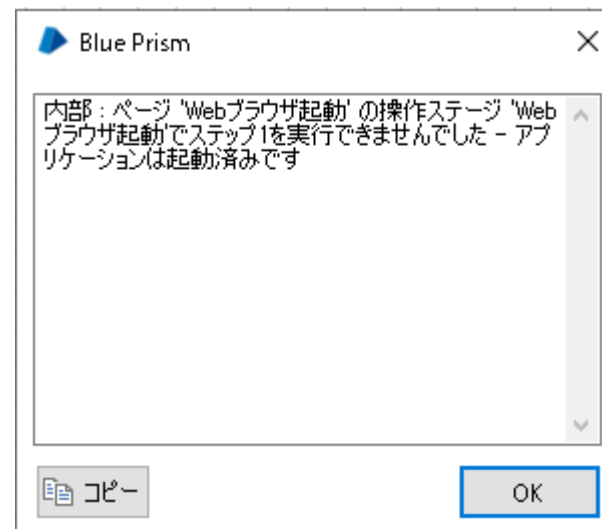 Blue Prism
内部 : ページ 'Webブラウザ起動' の操作ステージ 'Web
ブラウザ起動'でステップ1を実行できませんでした - アプ
リケーションは起動済みです
コピー
OK